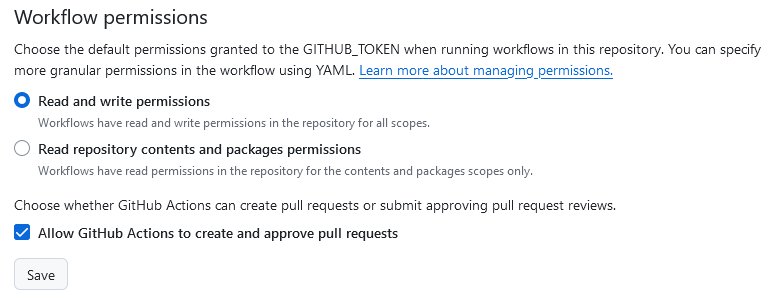 Workflow permissions
Choose the default permissions granted to the GITHUB_TOKEN when running workflows in this repository. You can specify
more granular permissions in the workflow using YAML. Learn more about managing permissions.
Read and write permissions
Workflows have read and write permissions in the repository for all scopes.
Read repository contents and packages permissions
Workflows have read permissions in the repository for the contents and packages scopes only.
Choose whether GitHub Actions can create pull requests or submit approving pull request reviews.
Allow GitHub Actions to create and approve pull requests
Save